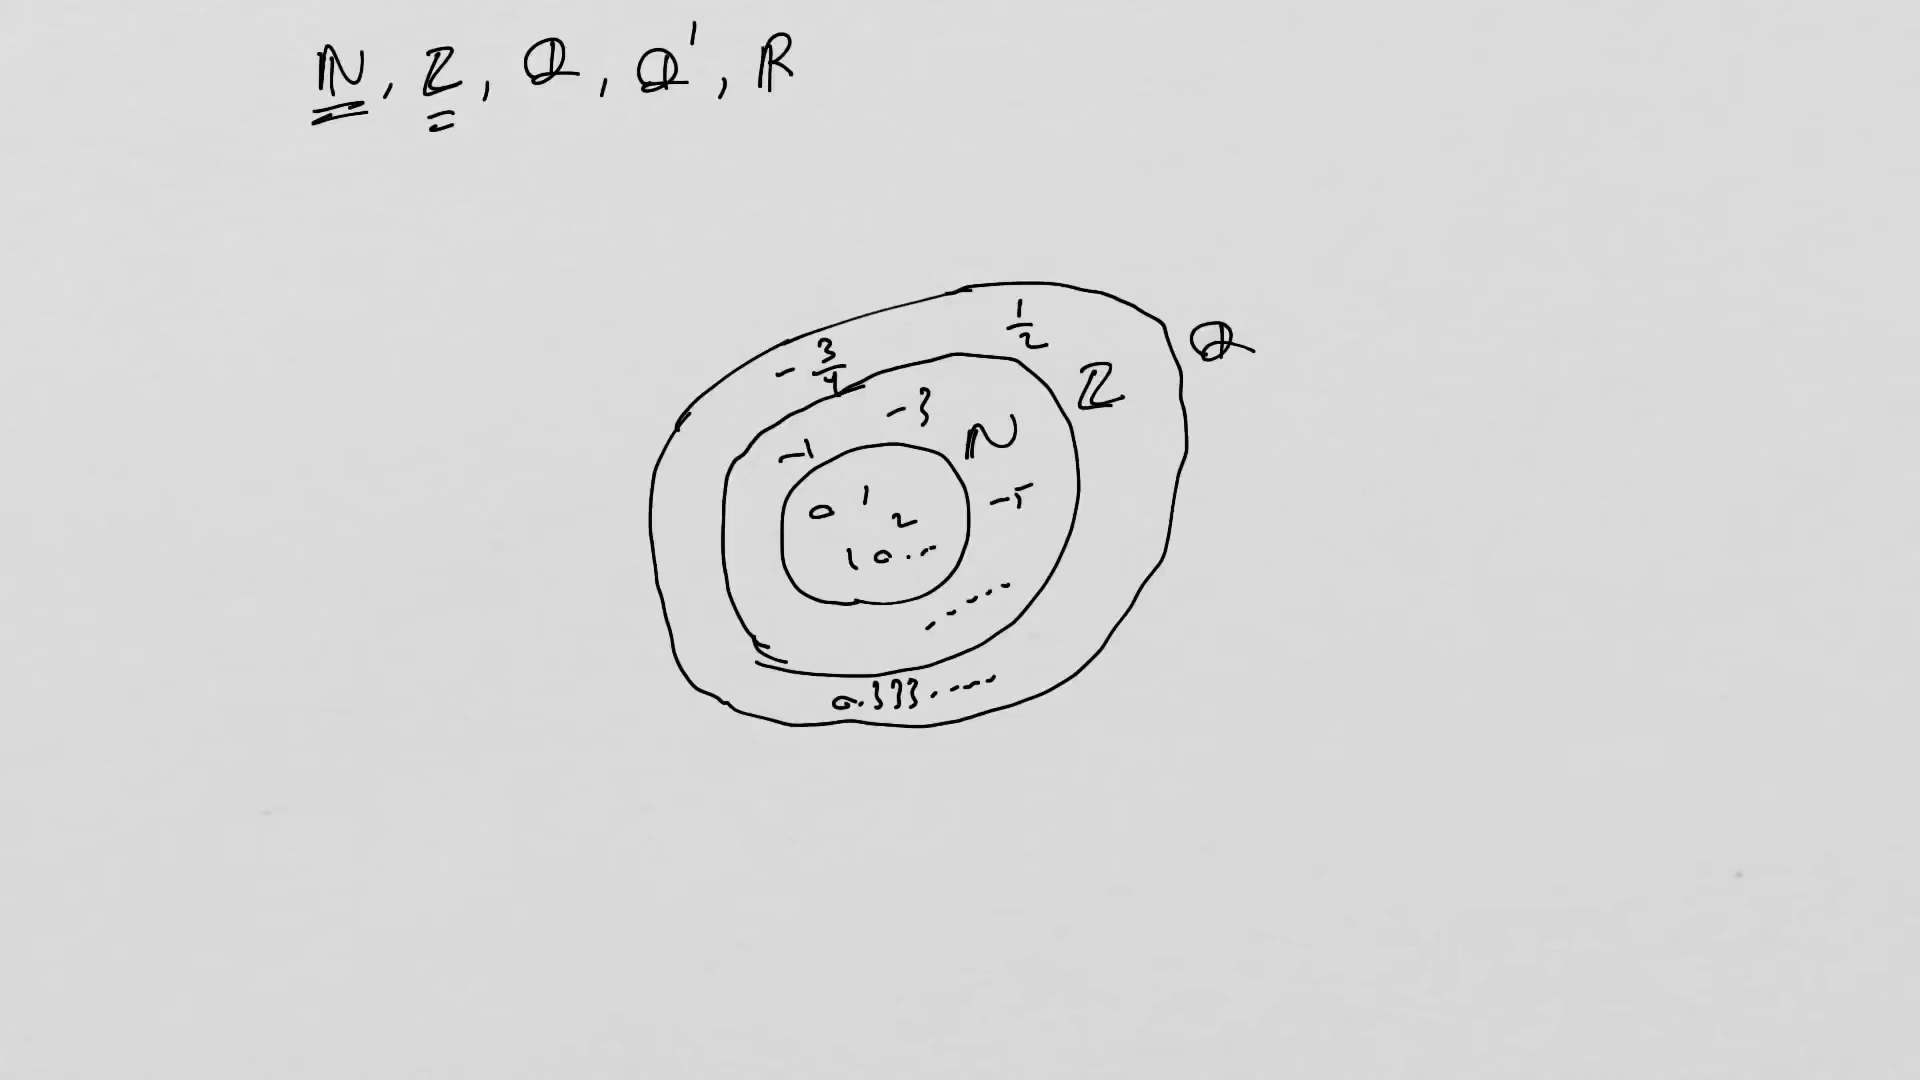 ℕ, ℤ, ℚ, ℚ', ℝ
1/2
ℚ
-3/4
ℤ
-3
ℕ
-1
0 1 2
-5
10...
.....
0.333.....